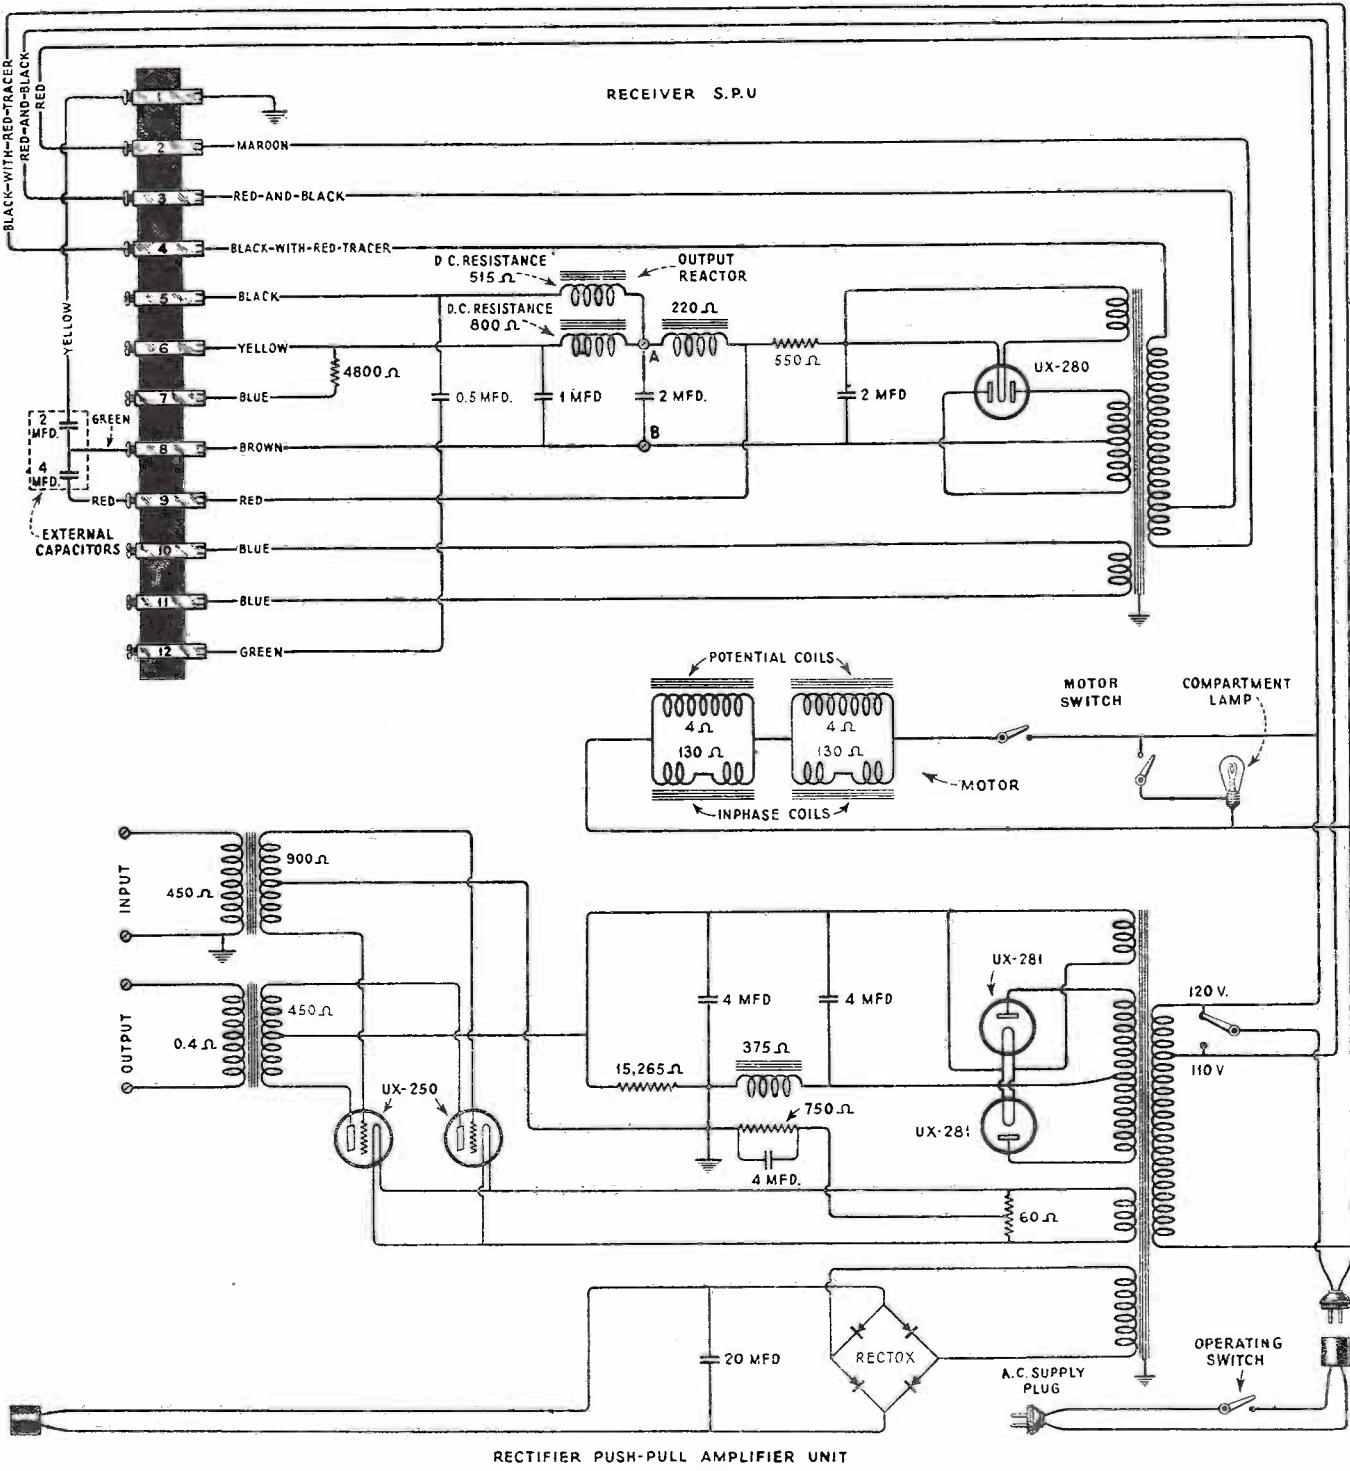 BLACK-WITH-RED-TRACER
RED-AND-BLACK
RED
RECEIVER S.P.U
1
2
MAROON
3
RED-AND-BLACK
4
BLACK-WITH-RED-TRACER
D.C. RESISTANCE
515 Ω
OUTPUT
REACTOR
5
BLACK
D.C. RESISTANCE
800 Ω
220 Ω
YELLOW
6
YELLOW
A
550 Ω
UX-280
4800 Ω
7
BLUE
0.5 MFD.
1 MFD
2 MFD.
2 MFD
2
MFD.
GREEN
B
8
BROWN
4
MFD.
RED
9
RED
EXTERNAL
CAPACITORS
10
BLUE
11
BLUE
12
GREEN
POTENTIAL COILS
MOTOR
SWITCH
COMPARTMENT
LAMP
4 Ω
4 Ω
130 Ω
130 Ω
MOTOR
INPHASE COILS
INPUT
900 Ω
450 Ω
UX-281
OUTPUT
450 Ω
4 MFD
4 MFD
120 V.
0.4 Ω
375 Ω
110 V
15,265 Ω
UX-250
750 Ω
UX-281
4 MFD.
60 Ω
20 MFD
RECTOX
OPERATING
SWITCH
A.C. SUPPLY
PLUG
RECTIFIER PUSH-PULL AMPLIFIER UNIT